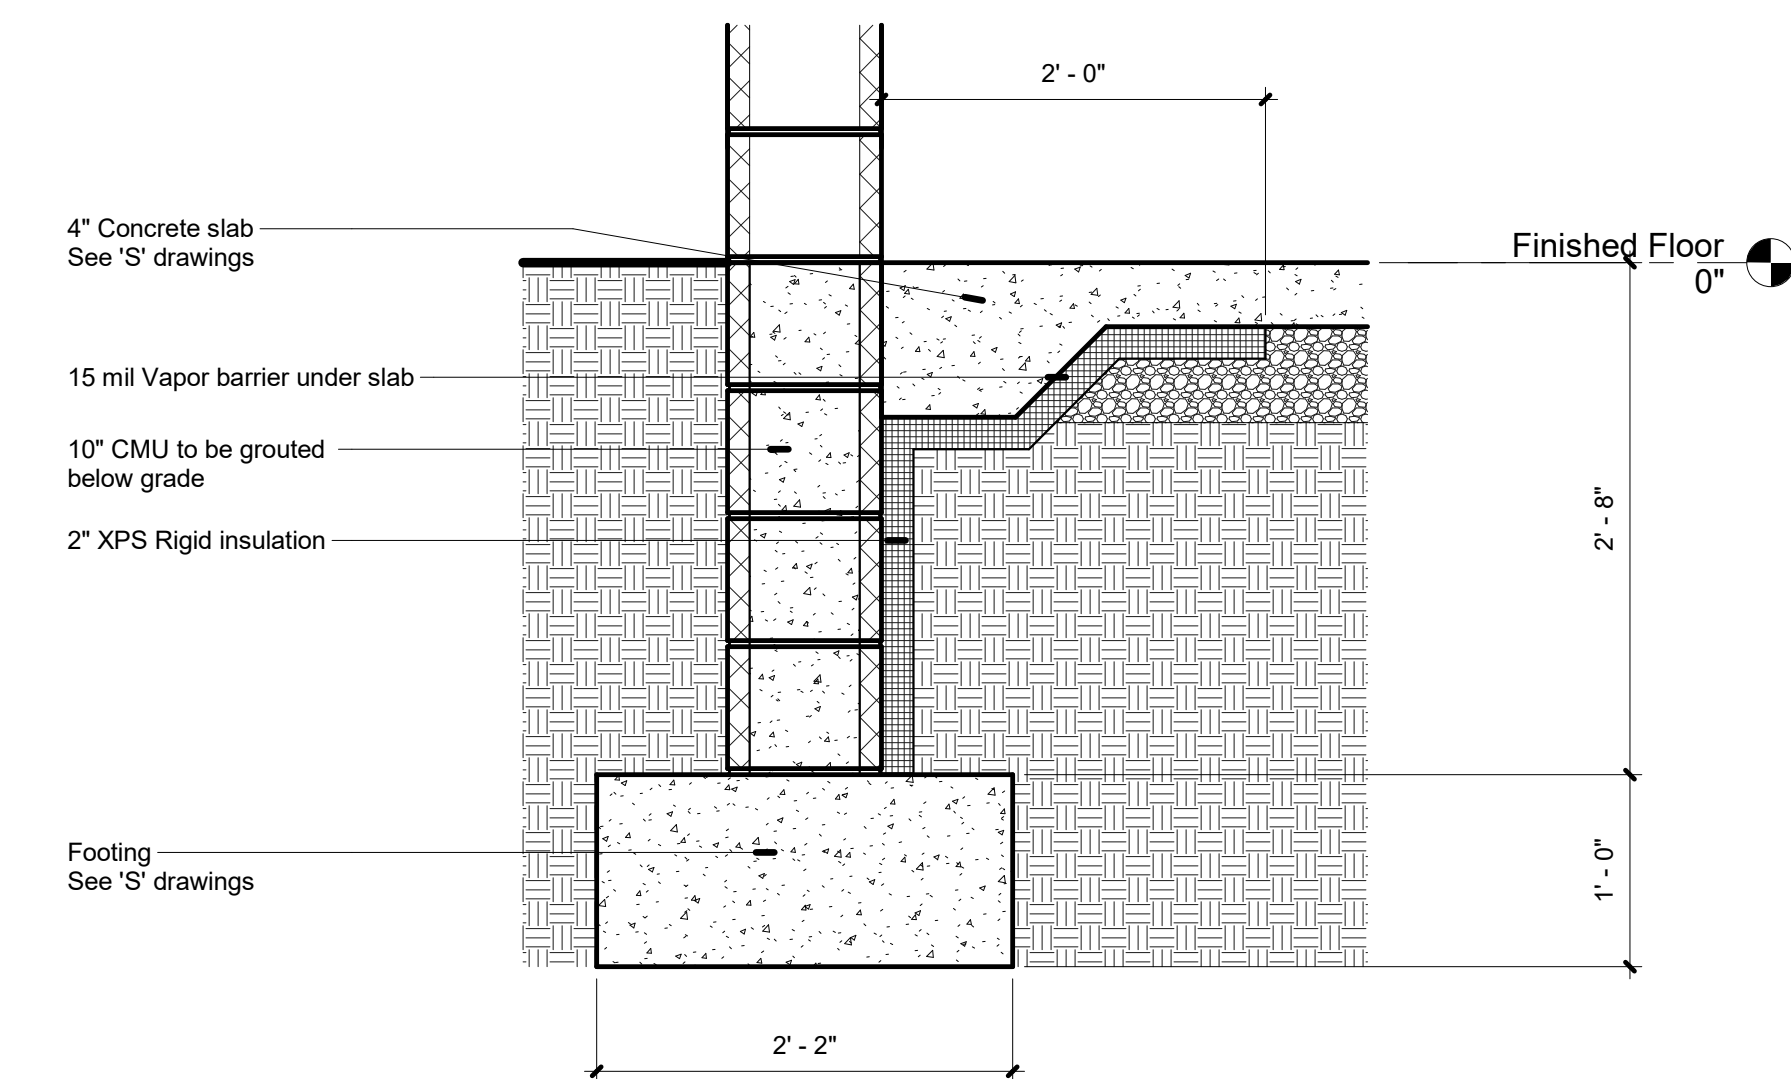 2' - 0"
4" Concrete slab
See 'S' drawings
Finished Floor
0"
15 mil Vapor barrier under slab
10" CMU to be grouted
below grade
2" XPS Rigid insulation
2' - 8"
Footing
See 'S' drawings
1' - 0"
2' - 2"